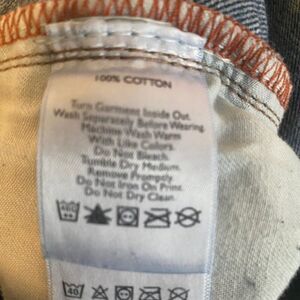 100% COTTON
Turn Garment Inside Out.
Wash Separately Before Wearing.
Machine Wash Warm
With Like Colors.
Do Not Bleach.
Tumble Dry Medium.
Remove Promptly.
Do Not Iron On Print.
Do Not Dry Clean.
40
40